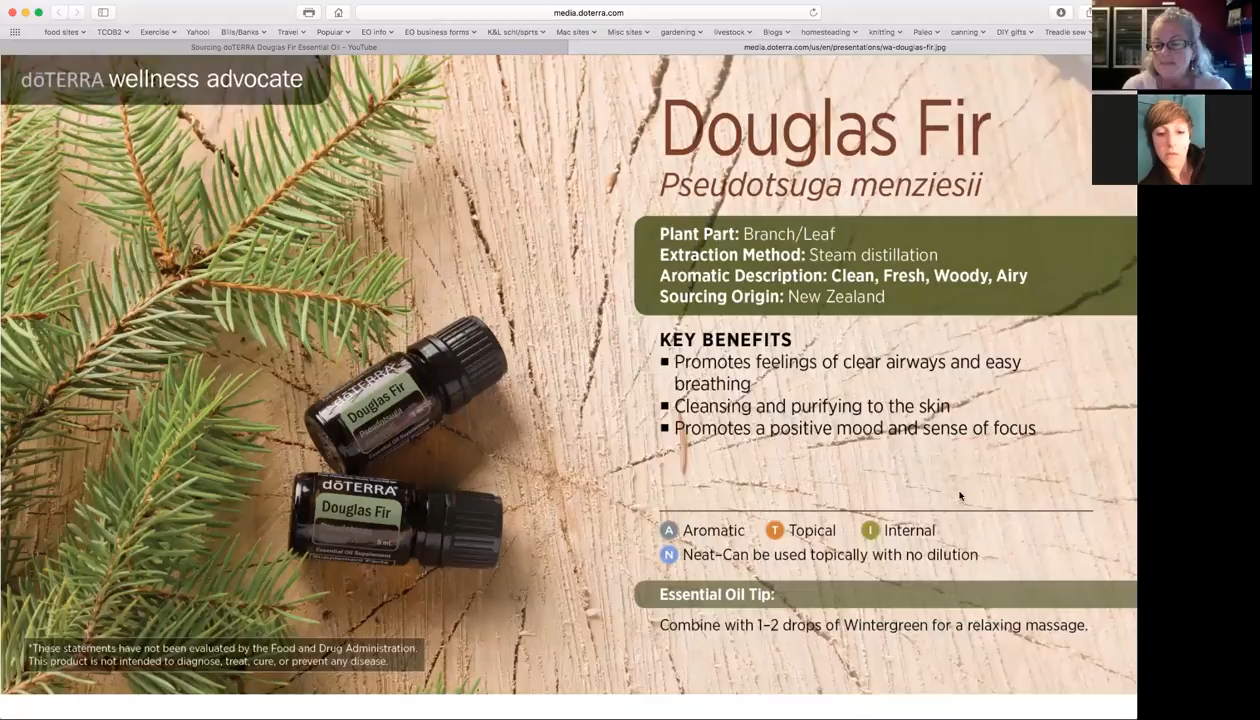 media.doterra.com
food sites
TCOB2
Exercise
Yahoo!
Bills/Banks
Travel
Popular
EO info
EO business forms
K&L schl/sprts
Mac sites
Misc sites
gardening
livestock
Blogs
homesteading
knitting
Paleo
canning
DIY gifts
Treadie sew
Sourcing doTERRA Douglas Fir Essential Oil - YouTube
media.doterra.com/us/en/presentations/wa-douglas-fir.jpg
dōTERRA wellness advocate
Douglas Fir
Pseudotsuga menziesii
Plant Part: Branch/Leaf
Extraction Method: Steam distillation
Aromatic Description: Clean, Fresh, Woody, Airy
Sourcing Origin: New Zealand
KEY BENEFITS
▪ Promotes feelings of clear airways and easy
breathing
▪ Cleansing and purifying to the skin
▪ Promotes a positive mood and sense of focus
A Aromatic T Topical I Internal
N Neat–Can be used topically with no dilution
Essential Oil Tip:
Combine with 1–2 drops of Wintergreen for a relaxing massage.
dōTERRA
Douglas Fir
Pseudotsuga
dōTERRA
Douglas Fir
5 mL
Essential Oil Supplement
*These statements have not been evaluated by the Food and Drug Administration.
This product is not intended to diagnose, treat, cure, or prevent any disease.